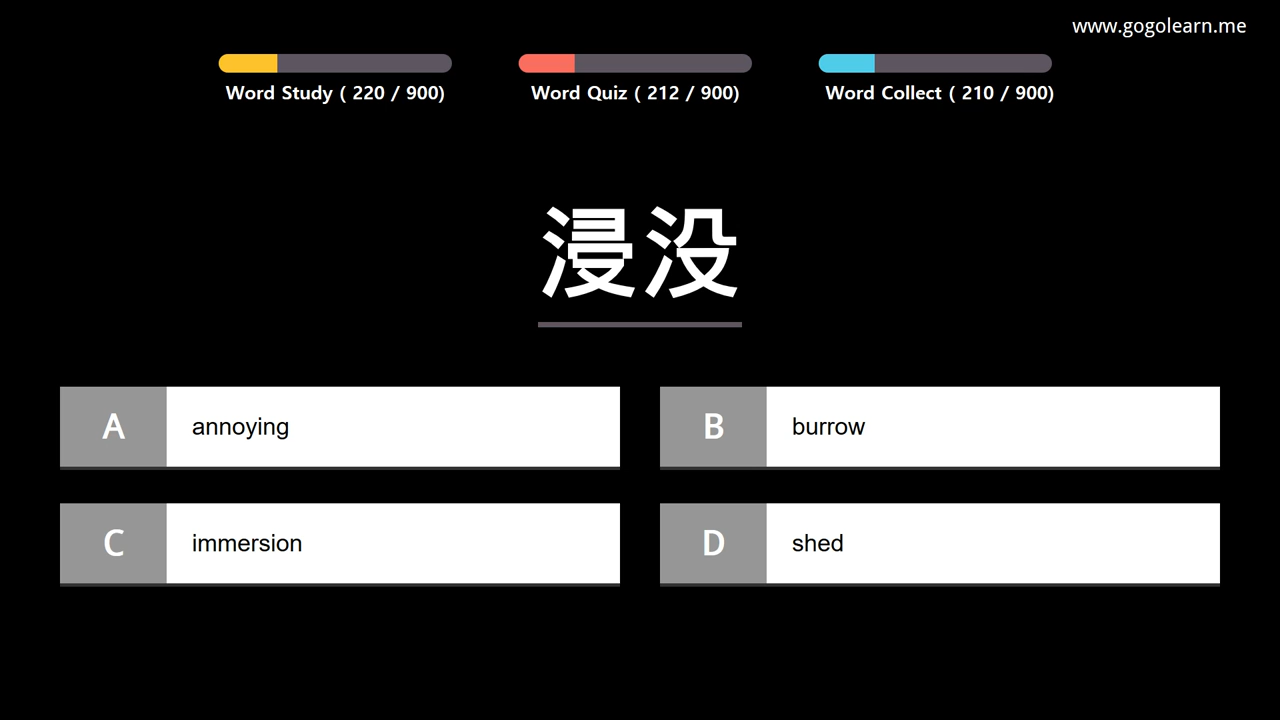 www.gogolearn.me
Word Study ( 220 / 900)
Word Quiz ( 212 / 900)
Word Collect ( 210 / 900)
浸没
A annoying
B burrow
C immersion
D shed